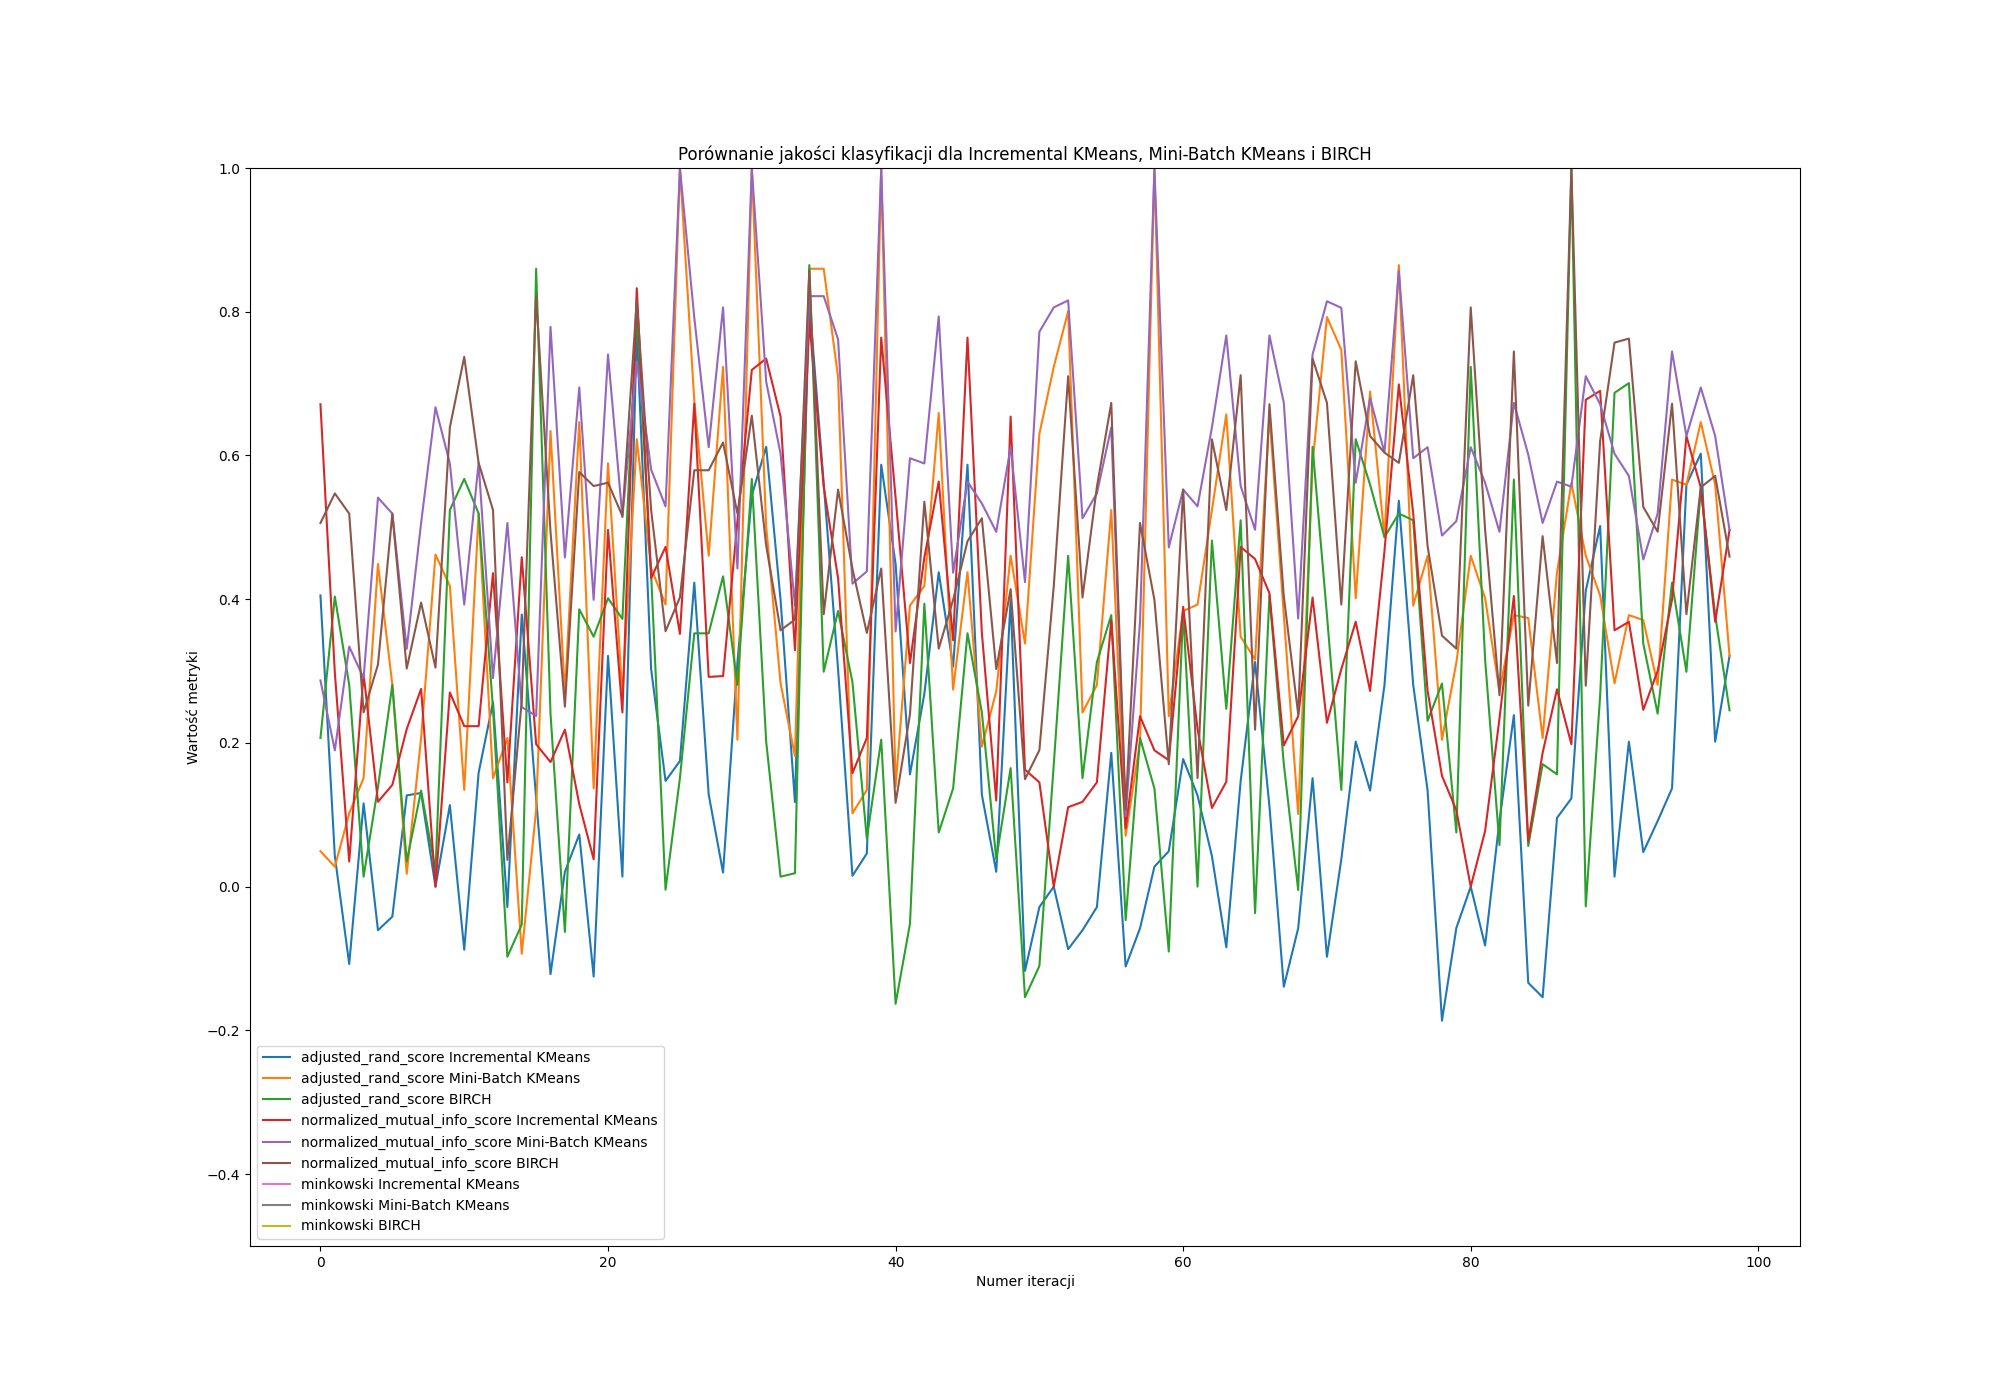 Porównanie jakości klasyfikacji dla Incremental KMeans, Mini-Batch KMeans i BIRCH
1.0
0.8
0.6
0.4
0.2
0.0
−0.2
−0.4
Wartość metryki
adjusted_rand_score Incremental KMeans
adjusted_rand_score Mini-Batch KMeans
adjusted_rand_score BIRCH
normalized_mutual_info_score Incremental KMeans
normalized_mutual_info_score Mini-Batch KMeans
normalized_mutual_info_score BIRCH
minkowski Incremental KMeans
minkowski Mini-Batch KMeans
minkowski BIRCH
0 20 40 60 80 100
Numer iteracji